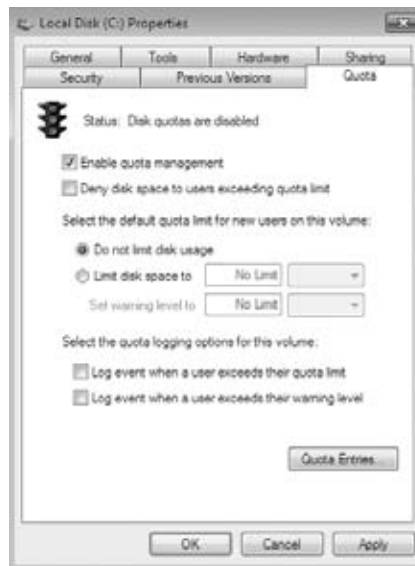 Local Disk (C:) Properties
General Tools Hardware Sharing
Security Previous Versions Quota
Status: Disk quotas are disabled
Enable quota management
Deny disk space to users exceeding quota limit
Select the default quota limit for new users on this volume:
Do not limit disk usage
Limit disk space to No Limit
Set warning level to No Limit
Select the quota logging options for this volume:
Log event when a user exceeds their quota limit
Log event when a user exceeds their warning level
Quota Entries...
OK Cancel Apply